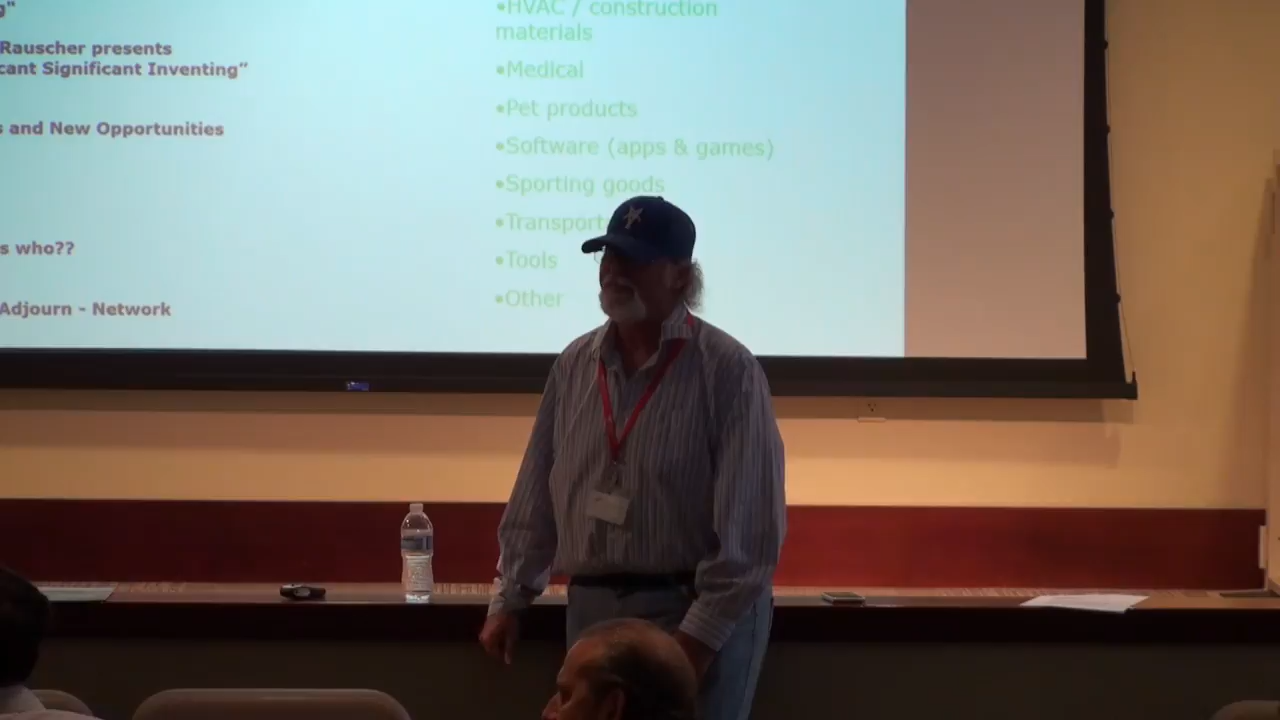 g"
Rauscher presents
cant Significant Inventing”
s and New Opportunities
s who??
Adjourn - Network
•HVAC / construction
materials
•Medical
•Pet products
•Software (apps & games)
•Sporting goods
•Transport
•Tools
•Other